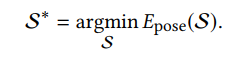 𝒮* = argmin E_pose(𝒮).
𝒮